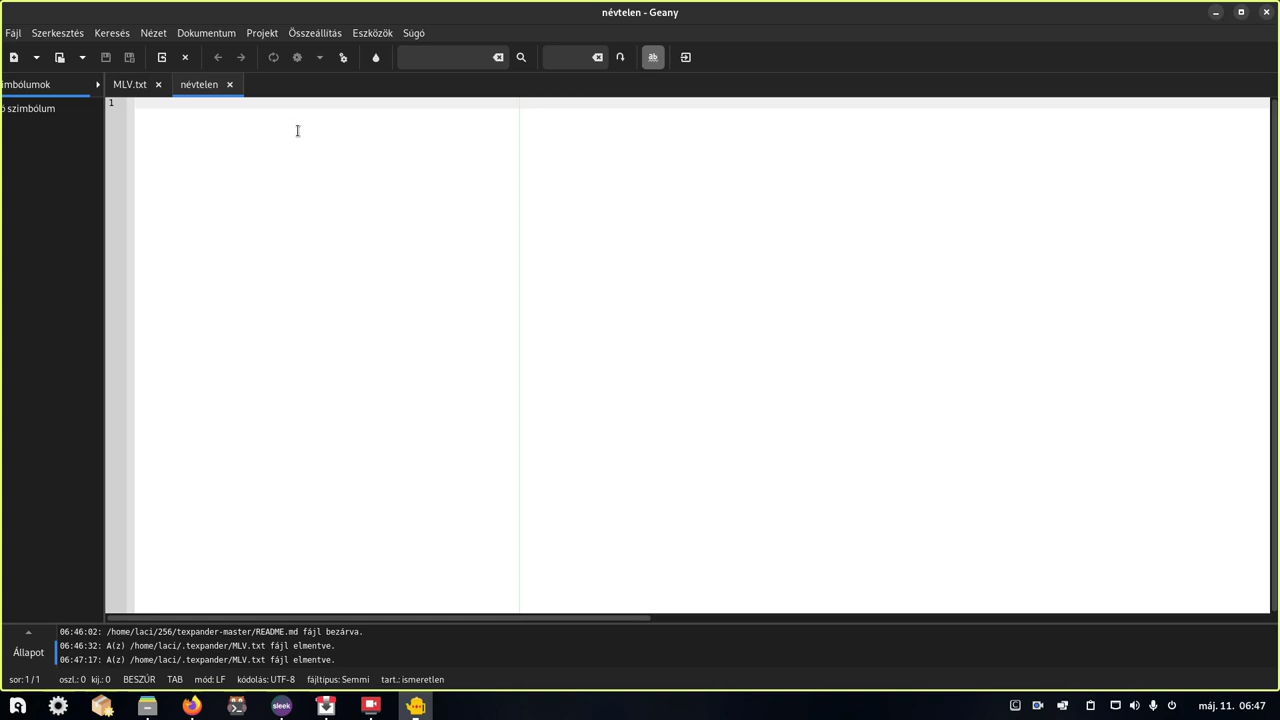 névtelen - Geany
Fájl Szerkesztés Keresés Nézet Dokumentum Projekt Összeállítás Eszközök Súgó
imbólumok MLV.txt névtelen
ó szimbólum
1
06:46:02: /home/laci/256/texpander-master/README.md fájl bezárva.
Állapot
06:46:32: A(z) /home/laci/.texpander/MLV.txt fájl elmentve.
06:47:17: A(z) /home/laci/.texpander/MLV.txt fájl elmentve.
sor: 1 / 1 oszl.: 0 kij.: 0 BESZÚR TAB mód: LF kódolás: UTF-8 fájltípus: Semmi tart.: ismeretlen
sleek
máj. 11. 06:47